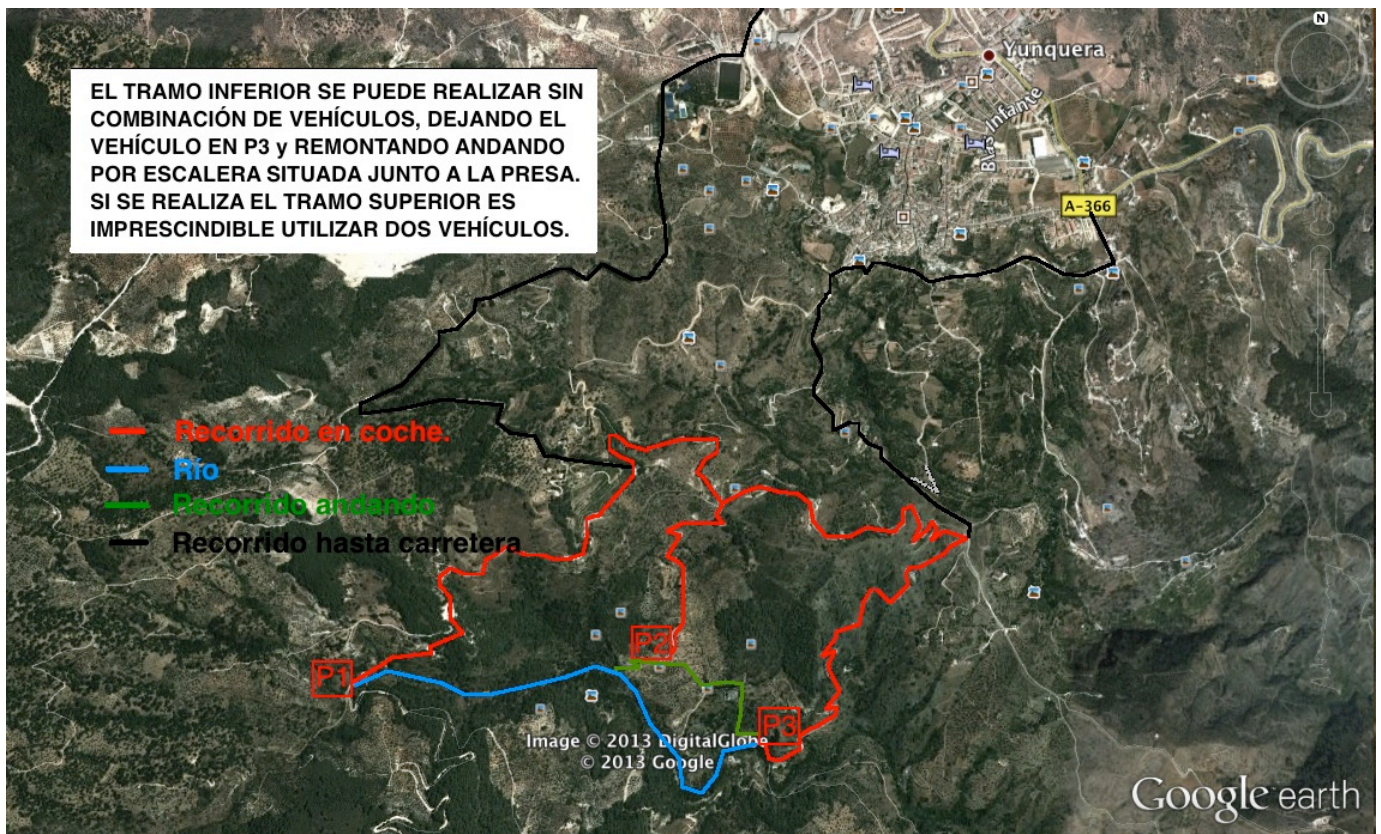 N
Yunquera
Blas Infante
A-366
EL TRAMO INFERIOR SE PUEDE REALIZAR SIN
COMBINACIÓN DE VEHÍCULOS, DEJANDO EL
VEHÍCULO EN P3 y REMONTANDO ANDANDO
POR ESCALERA SITUADA JUNTO A LA PRESA.
SI SE REALIZA EL TRAMO SUPERIOR ES
IMPRESCINDIBLE UTILIZAR DOS VEHÍCULOS.
Recorrido en coche.
Río
Recorrido andando
Recorrido hasta carretera
P1
P2
P3
Image © 2013 DigitalGlobe
© 2013 Google
Google earth